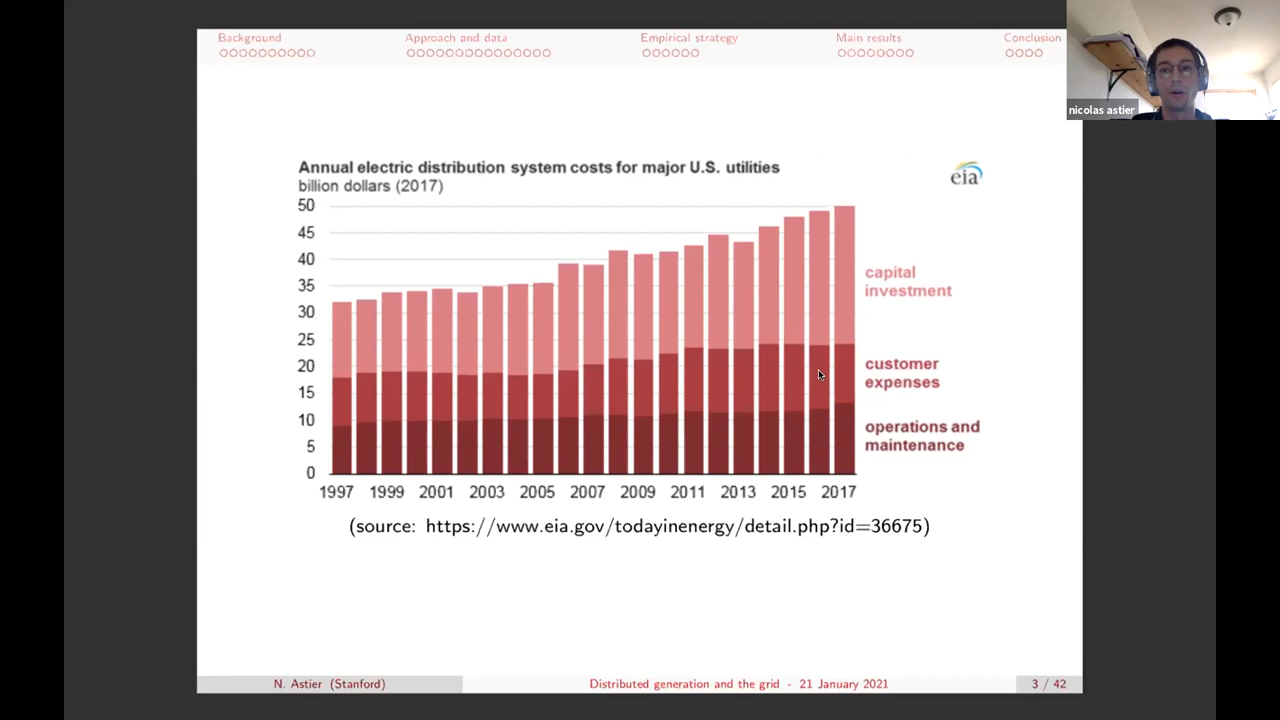 Background Approach and data Empirical strategy Main results Conclusion
nicolas astier
Annual electric distribution system costs for major U.S. utilities
billion dollars (2017)
eia
50
45
40
35
30
25
20
15
10
5
0
capital
investment
customer
expenses
operations and
maintenance
1997 1999 2001 2003 2005 2007 2009 2011 2013 2015 2017
(source: https://www.eia.gov/todayinenergy/detail.php?id=36675)
N. Astier (Stanford) Distributed generation and the grid - 21 January 2021 3 / 42